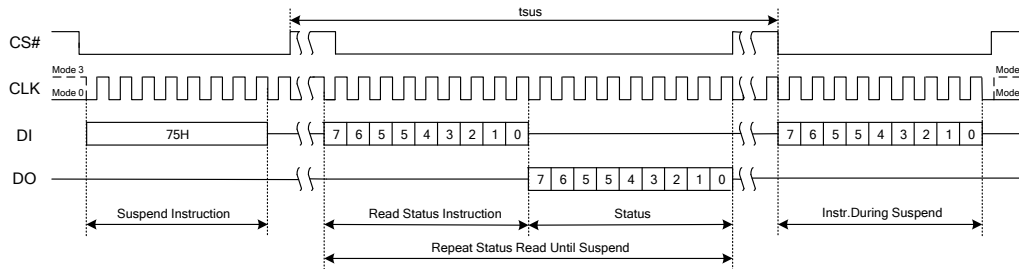 tsus
CS#
Mode 3
Mode
CLK
Mode 0
Mode
DI
75H
7 6 5 5 4 3 2 1 0
7 6 5 5 4 3 2 1 0
DO
7 6 5 5 4 3 2 1 0
Suspend Instruction
Read Status Instruction
Status
Instr.During Suspend
Repeat Status Read Until Suspend